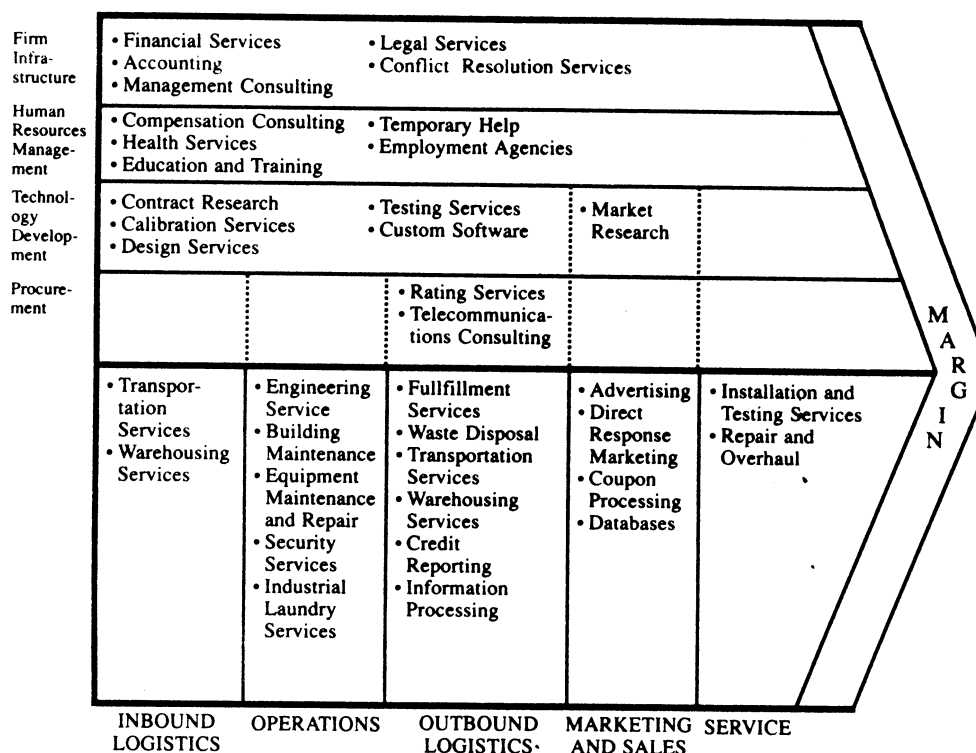 Firm
Infra-
structure
• Financial Services
• Accounting
• Management Consulting
• Legal Services
• Conflict Resolution Services
Human
Resources
Manage-
ment
• Compensation Consulting
• Health Services
• Education and Training
• Temporary Help
• Employment Agencies
Technol-
ogy
Develop-
ment
• Contract Research
• Calibration Services
• Design Services
• Testing Services
• Custom Software
• Market
Research
Procure-
ment
• Rating Services
• Telecommunica-
tions Consulting
• Transpor-
tation
Services
• Warehousing
Services
• Engineering
Service
• Building
Maintenance
• Equipment
Maintenance
and Repair
• Security
Services
• Industrial
Laundry
Services
• Fullfillment
Services
• Waste Disposal
• Transportation
Services
• Warehousing
Services
• Credit
Reporting
• Information
Processing
• Advertising
• Direct
Response
Marketing
• Coupon
Processing
• Databases
• Installation and
Testing Services
• Repair and
Overhaul
MARGIN
INBOUND
LOGISTICS
OPERATIONS
OUTBOUND
LOGISTICS
MARKETING
AND SALES
SERVICE